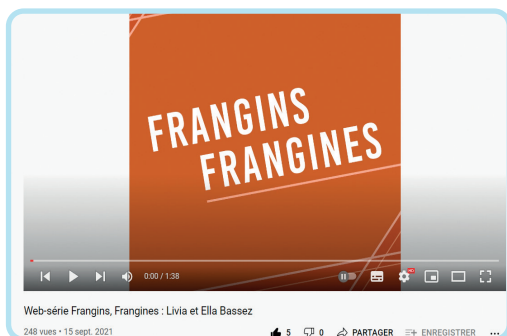 FRANGINS
FRANGINES
0:00 / 1:38
HD
Web-série Frangins, Frangines : Livia et Ella Bassez
248 vues • 15 sept. 2021 5 0 PARTAGER ENREGISTRER ...